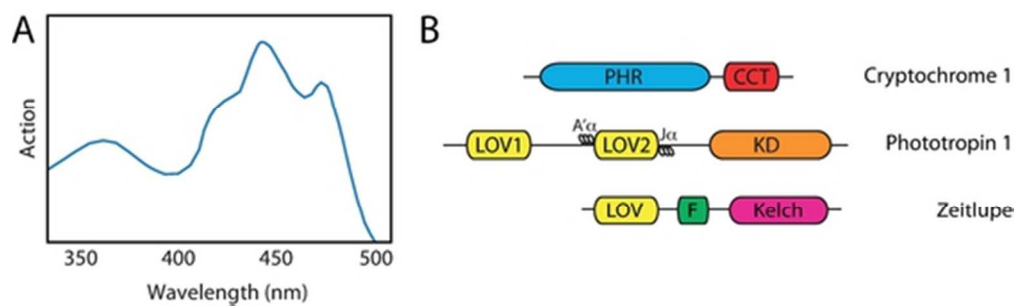 A
Action
350 400 450 500
Wavelength (nm)
B
PHR CCT Cryptochrome 1
A'α Jα
LOV1 LOV2 KD Phototropin 1
LOV F Kelch Zeitlupe